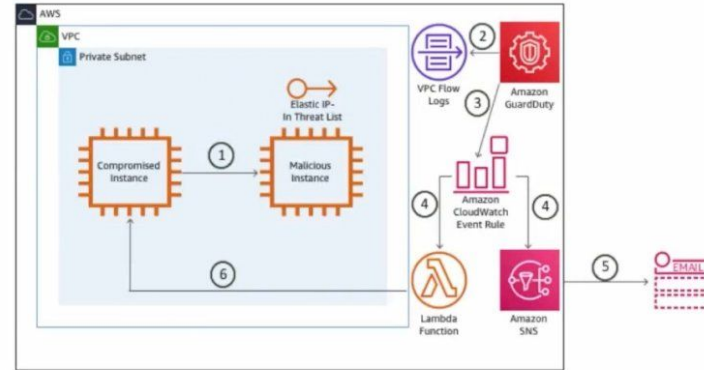 AWS
VPC
Private Subnet
Elastic IP-
In Threat List
Compromised
Instance
1
Malicious
Instance
6
VPC Flow
Logs
2
Amazon
GuardDuty
3
Amazon
CloudWatch
Event Rule
4
4
Lambda
Function
Amazon
SNS
5
EMAIL